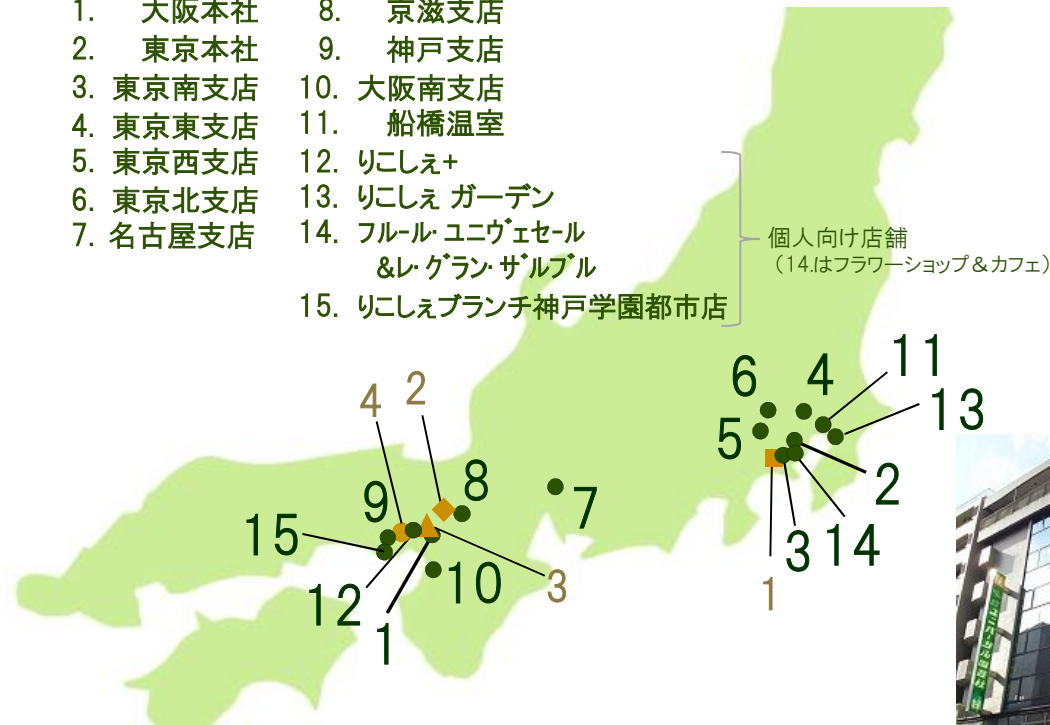 1. 大阪本社
2. 東京本社
3. 東京南支店
4. 東京東支店
5. 東京西支店
6. 東京北支店
7. 名古屋支店
8. 京滋支店
9. 神戸支店
10. 大阪南支店
11. 船橋温室
12. りこしぇ+
13. りこしぇ ガーデン
14. フルール・ユニヴェセール
&レ・グラン・ザルブル
15. りこしぇブランチ神戸学園都市店
個人向け店舗
(14.はフラワーショップ＆カフェ)
6
4
11
13
5
2
3
14
1
4
2
9
8
7
15
12
10
3
1